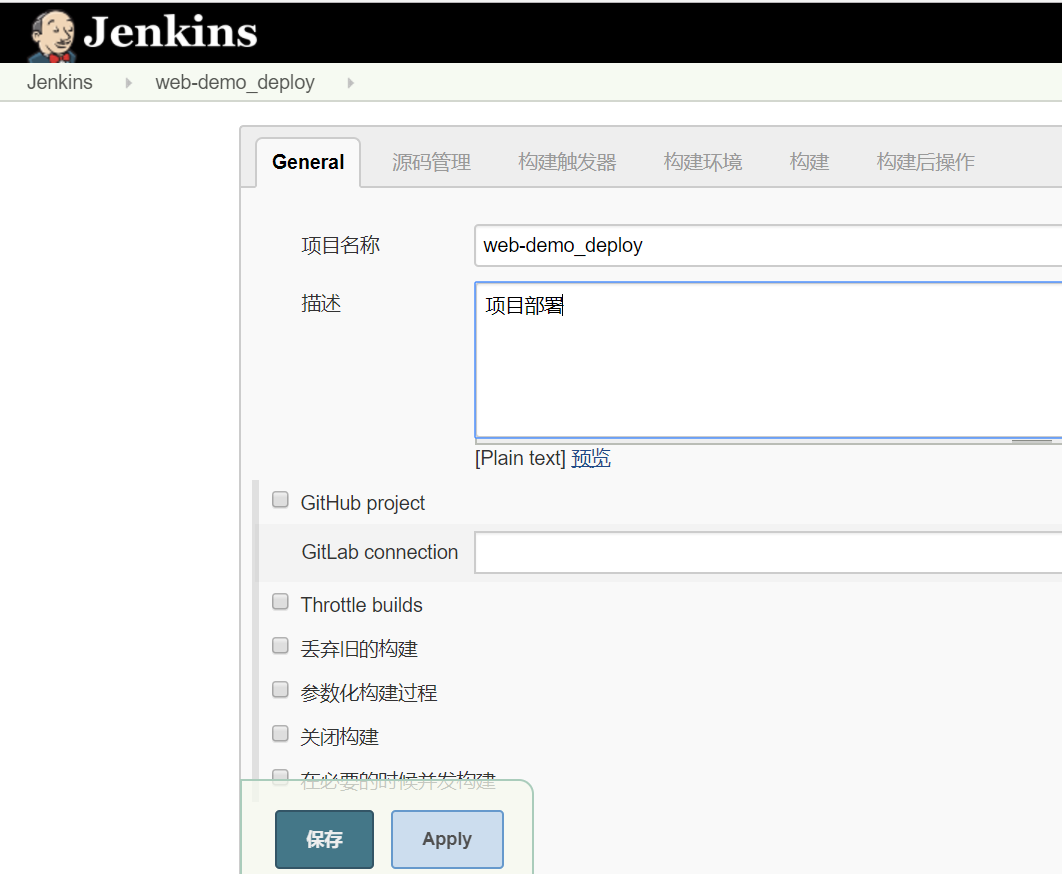 Jenkins
Jenkins web-demo_deploy
General 源码管理 构建触发器 构建环境 构建 构建后操作
项目名称 web-demo_deploy
描述 项目部署
[Plain text] 预览
GitHub project
GitLab connection
Throttle builds
丢弃旧的构建
参数化构建过程
关闭构建
在必要的时候并发构建
保存 Apply